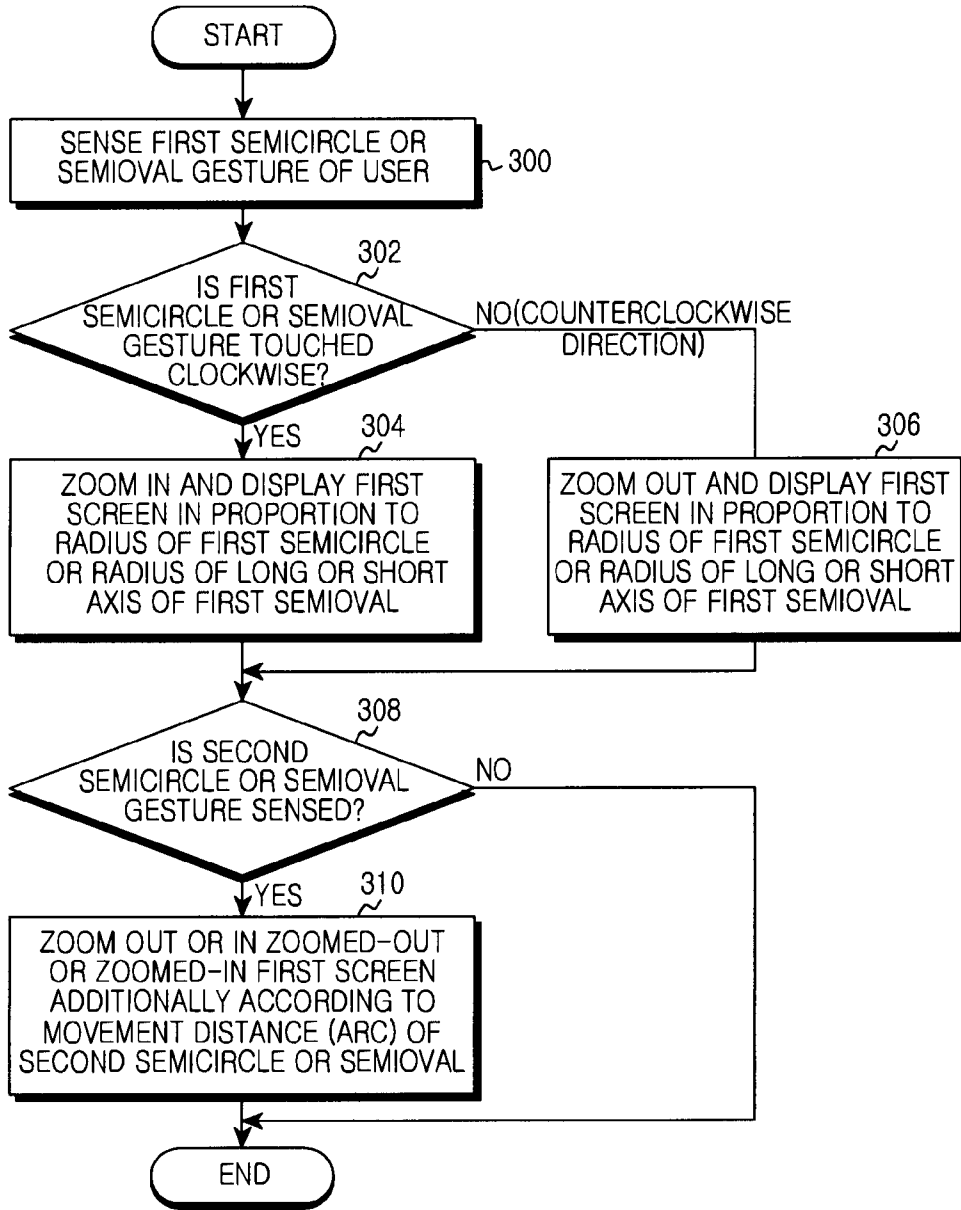 START
SENSE FIRST SEMICIRCLE OR
SEMIOVAL GESTURE OF USER
300
302
IS FIRST
SEMICIRCLE OR SEMIOVAL
GESTURE TOUCHED
CLOCKWISE?
NO(COUNTERCLOCKWISE
DIRECTION)
YES
304
ZOOM IN AND DISPLAY FIRST
SCREEN IN PROPORTION TO
RADIUS OF FIRST SEMICIRCLE
OR RADIUS OF LONG OR SHORT
AXIS OF FIRST SEMIOVAL
306
ZOOM OUT AND DISPLAY FIRST
SCREEN IN PROPORTION TO
RADIUS OF FIRST SEMICIRCLE
OR RADIUS OF LONG OR SHORT
AXIS OF FIRST SEMIOVAL
308
IS SECOND
SEMICIRCLE OR SEMIOVAL
GESTURE SENSED?
NO
YES
310
ZOOM OUT OR IN ZOOMED-OUT
OR ZOOMED-IN FIRST SCREEN
ADDITIONALLY ACCORDING TO
MOVEMENT DISTANCE (ARC) OF
SECOND SEMICIRCLE OR SEMIOVAL
END